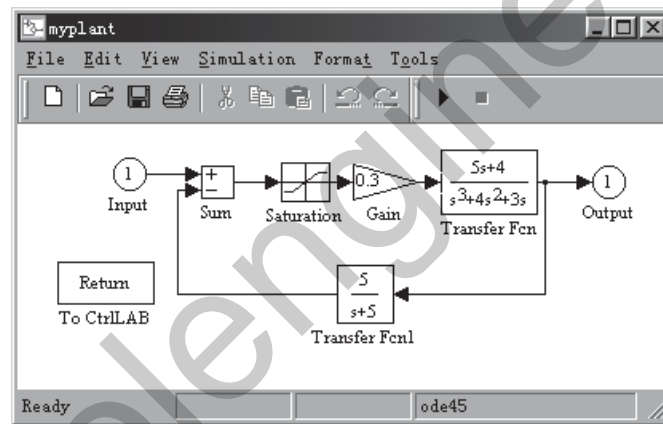 myplant
File Edit View Simulation Format Tools
1
Input
+
−
Sum
Saturation
0.3
Gain
5s+4
s3+4s2+3s
Transfer Fcn
1
Output
Return
To CtrlLAB
5
s+5
Transfer Fcn1
Ready
ode45